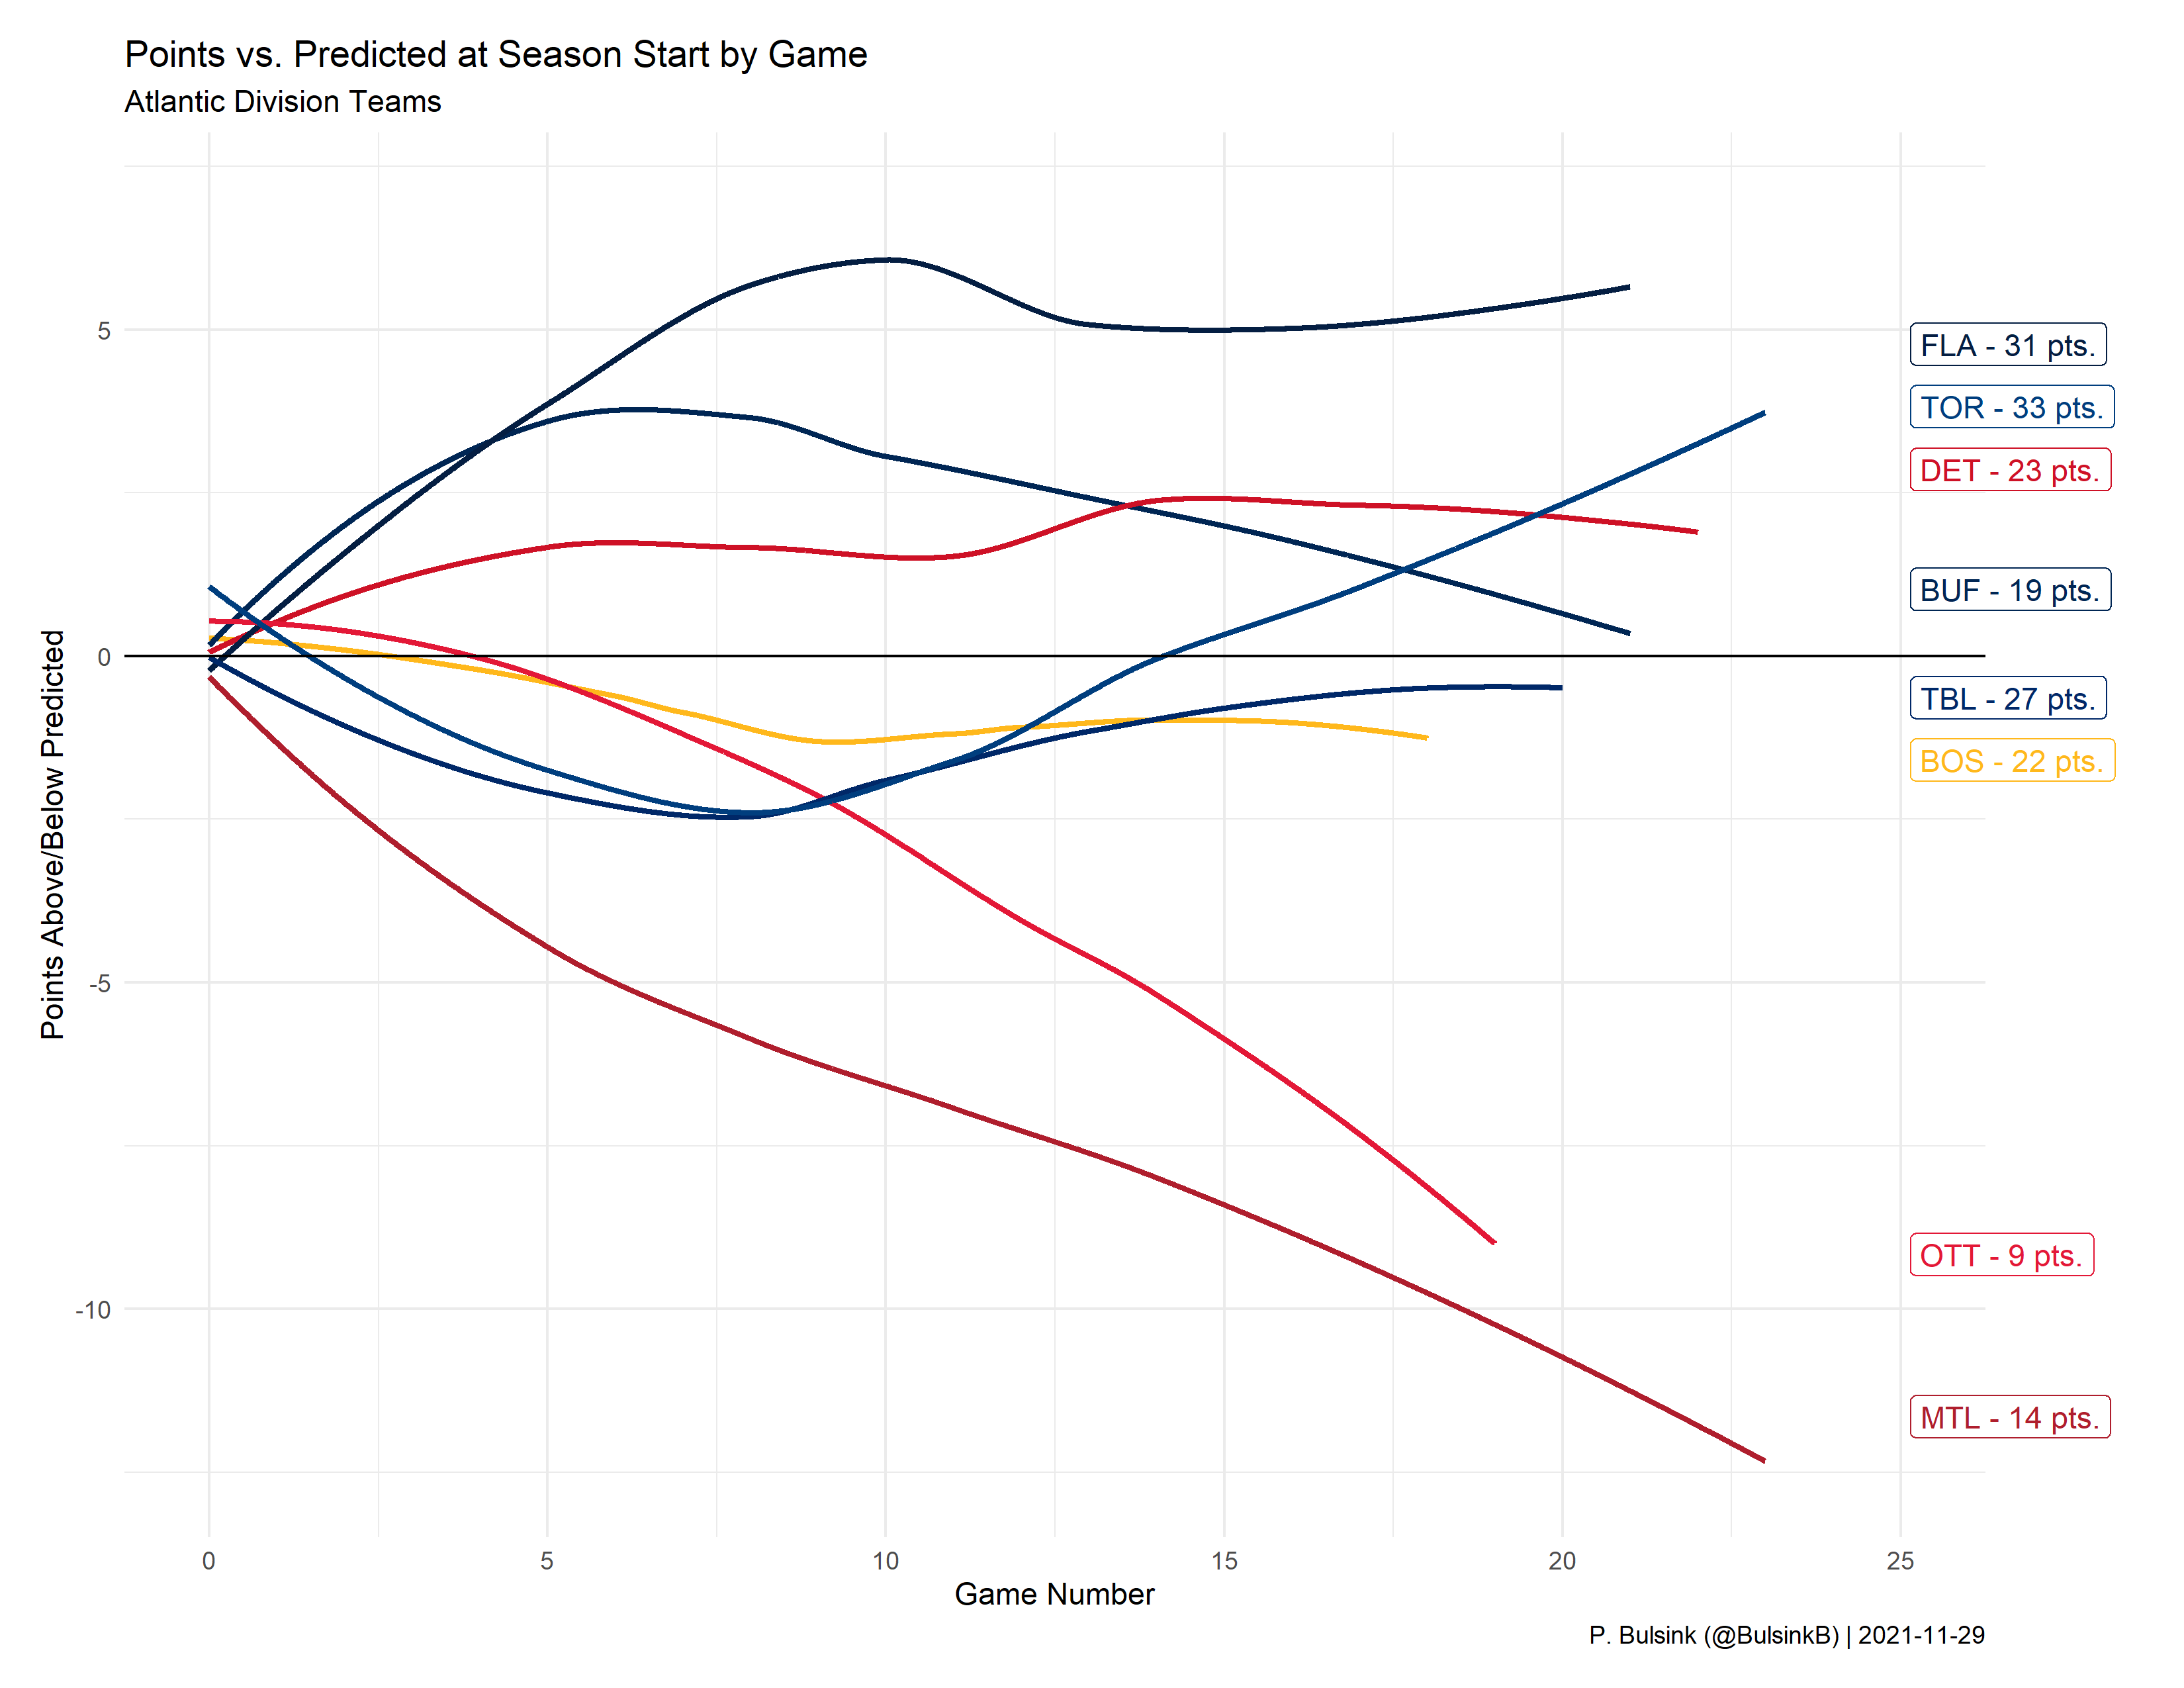 Points vs. Predicted at Season Start by Game
Atlantic Division Teams
Points Above/Below Predicted
5
0
-5
-10
FLA - 31 pts.
TOR - 33 pts.
DET - 23 pts.
BUF - 19 pts.
TBL - 27 pts.
BOS - 22 pts.
OTT - 9 pts.
MTL - 14 pts.
0 5 10 15 20 25
Game Number
P. Bulsink (@BulsinkB) | 2021-11-29